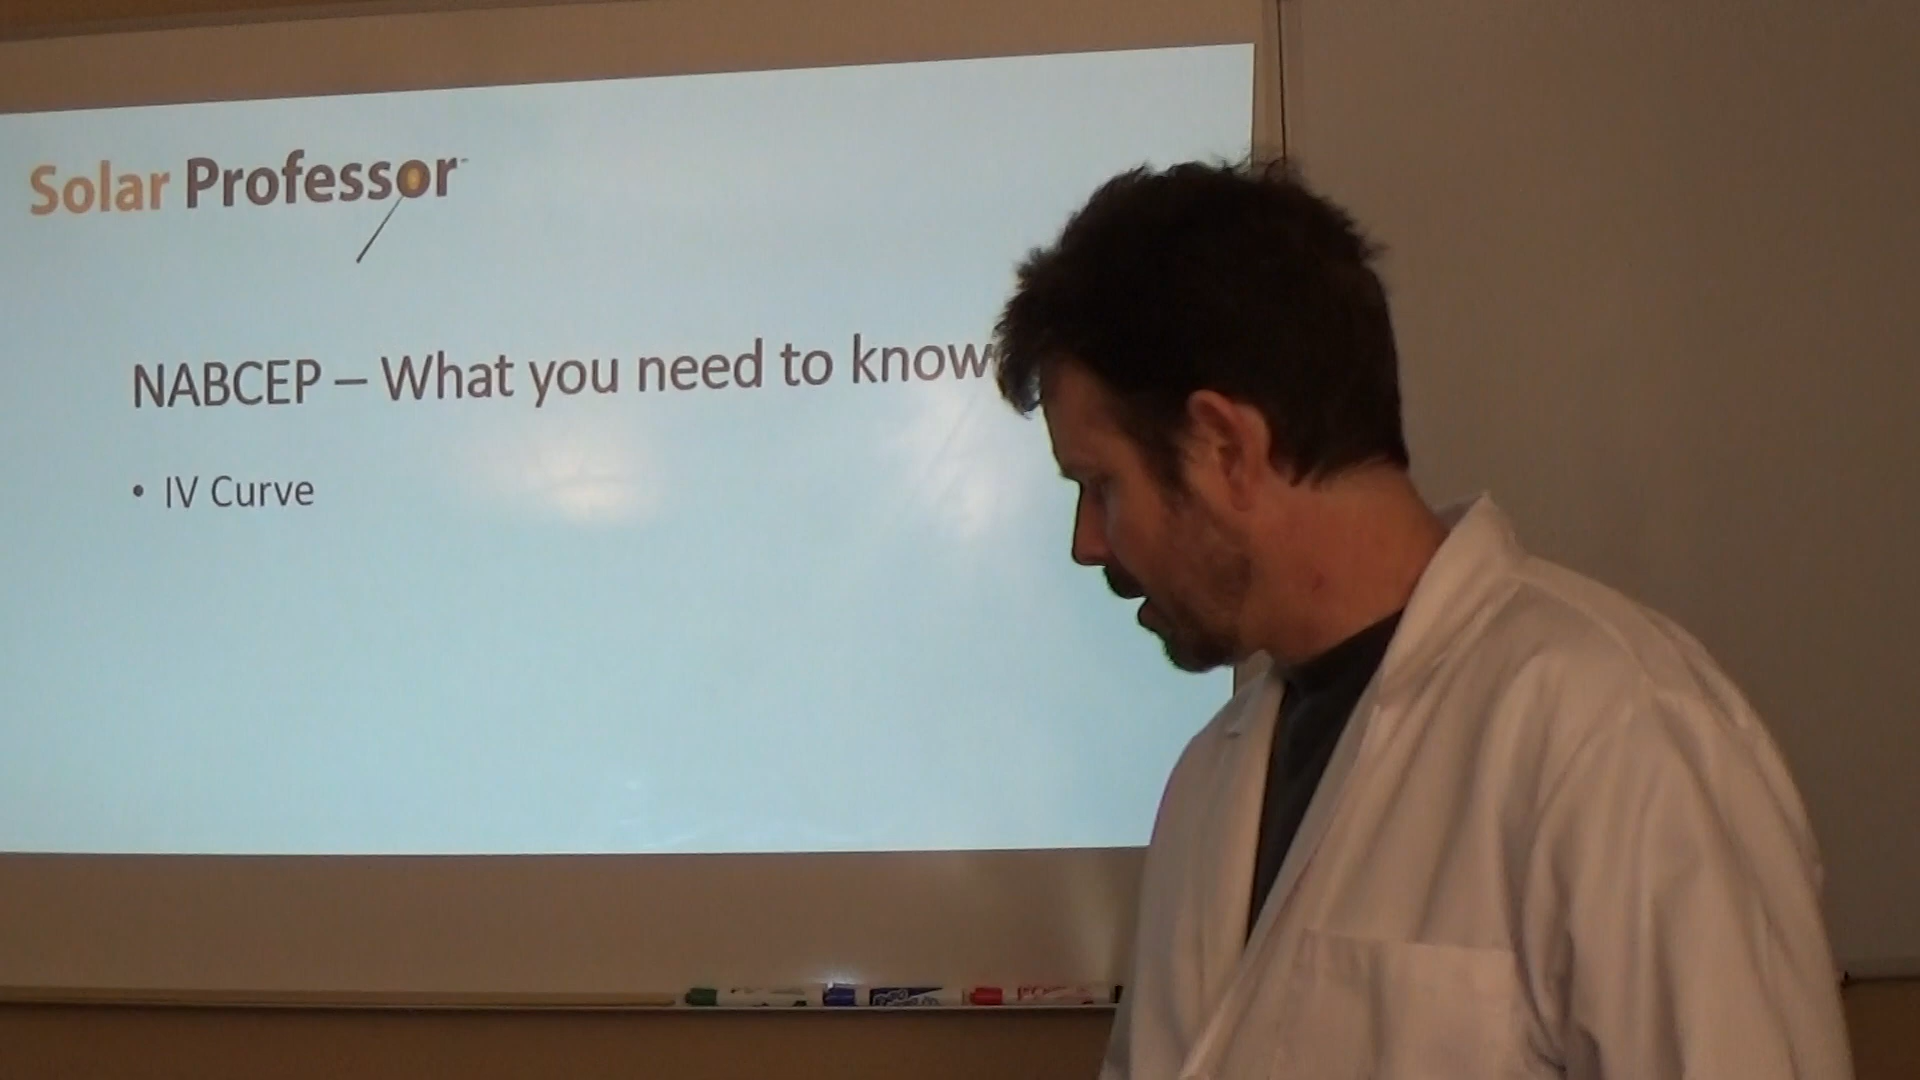 Solar Professor
NABCEP – What you need to know
• IV Curve